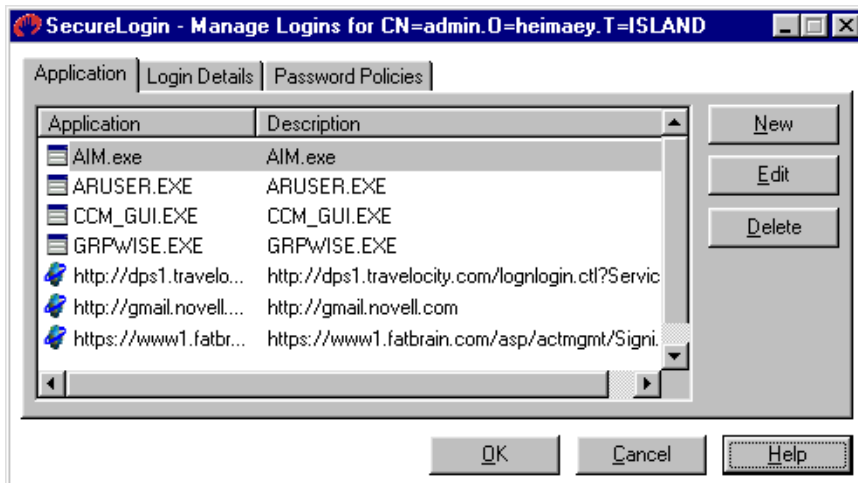 SecureLogin - Manage Logins for CN=admin.O=heimaey.T=ISLAND
Application Login Details Password Policies
Application Description
AIM.exe AIM.exe
ARUSER.EXE ARUSER.EXE
CCM_GUI.EXE CCM_GUI.EXE
GRPWISE.EXE GRPWISE.EXE
http://dps1.travelo... http://dps1.travelocity.com/lognlogin.ctl?Servic
http://gmail.novell.... http://gmail.novell.com
https://www1.fatbr... https://www1.fatbrain.com/asp/actmgmt/Signi.
New
Edit
Delete
OK Cancel Help